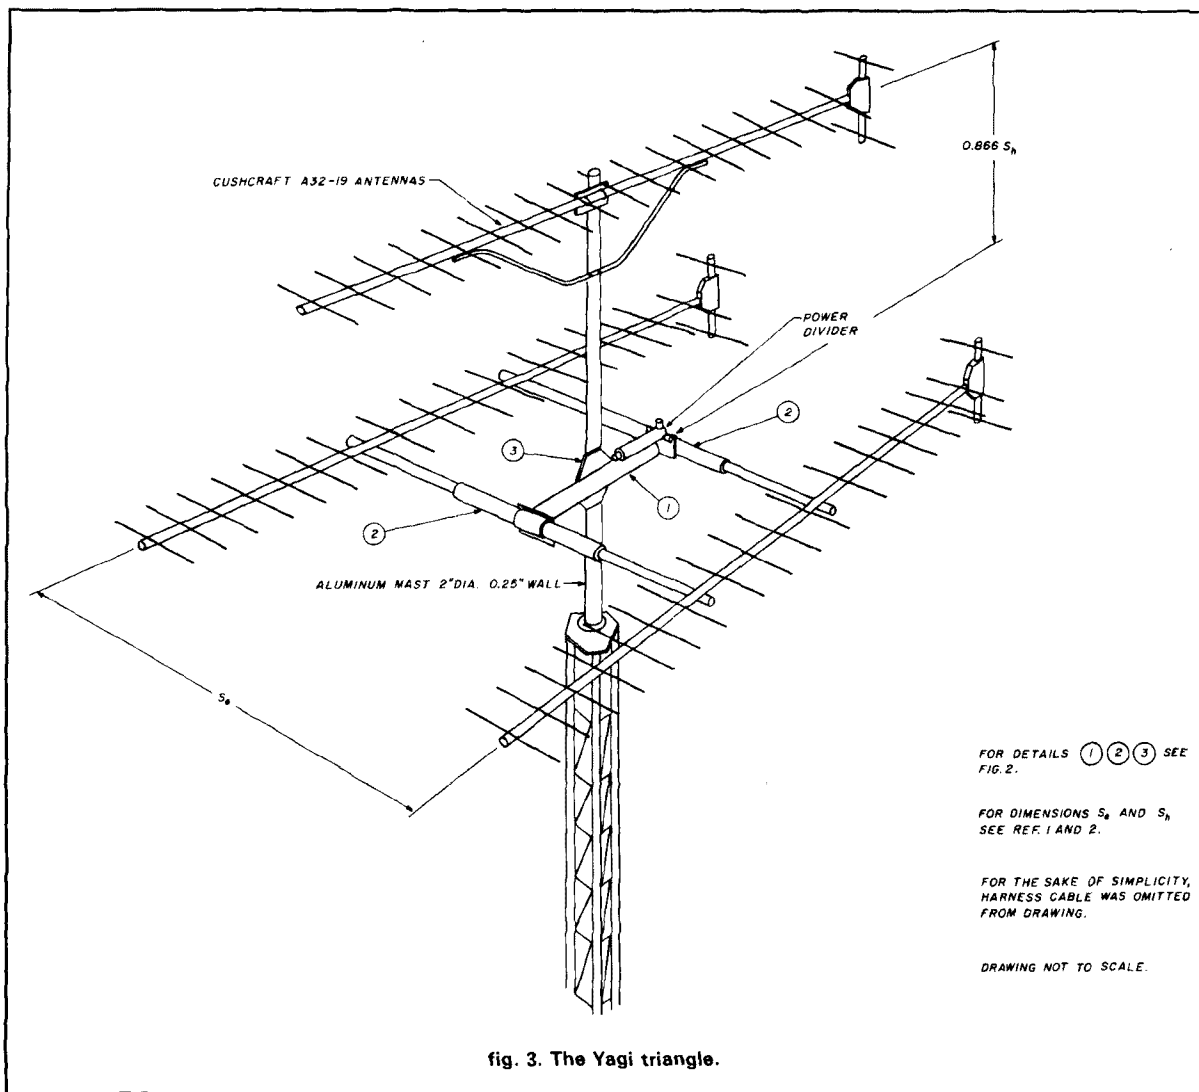 0.866 Sₕ
CUSHCRAFT A32-19 ANTENNAS
POWER
DIVIDER
2
3
1
2
ALUMINUM MAST 2" DIA. 0.25" WALL
Sₑ
FOR DETAILS 1 2 3 SEE
FIG. 2.
FOR DIMENSIONS Sₑ AND Sₕ
SEE REF. 1 AND 2.
FOR THE SAKE OF SIMPLICITY,
HARNESS CABLE WAS OMITTED
FROM DRAWING.
DRAWING NOT TO SCALE.
fig. 3. The Yagi triangle.